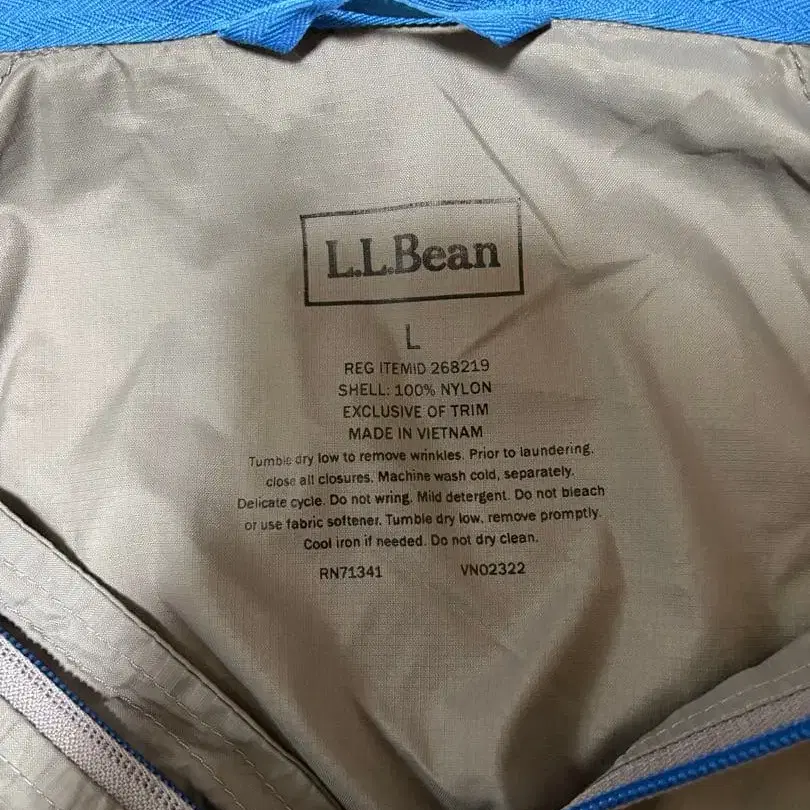 L.L.Bean
L
REG ITEMID 268219
SHELL: 100% NYLON
EXCLUSIVE OF TRIM
MADE IN VIETNAM
Tumble dry low to remove wrinkles. Prior to laundering,
close all closures. Machine wash cold, separately.
Delicate cycle. Do not wring. Mild detergent. Do not bleach
or use fabric softener. Tumble dry low, remove promptly.
Cool iron if needed. Do not dry clean.
RN71341 VN02322